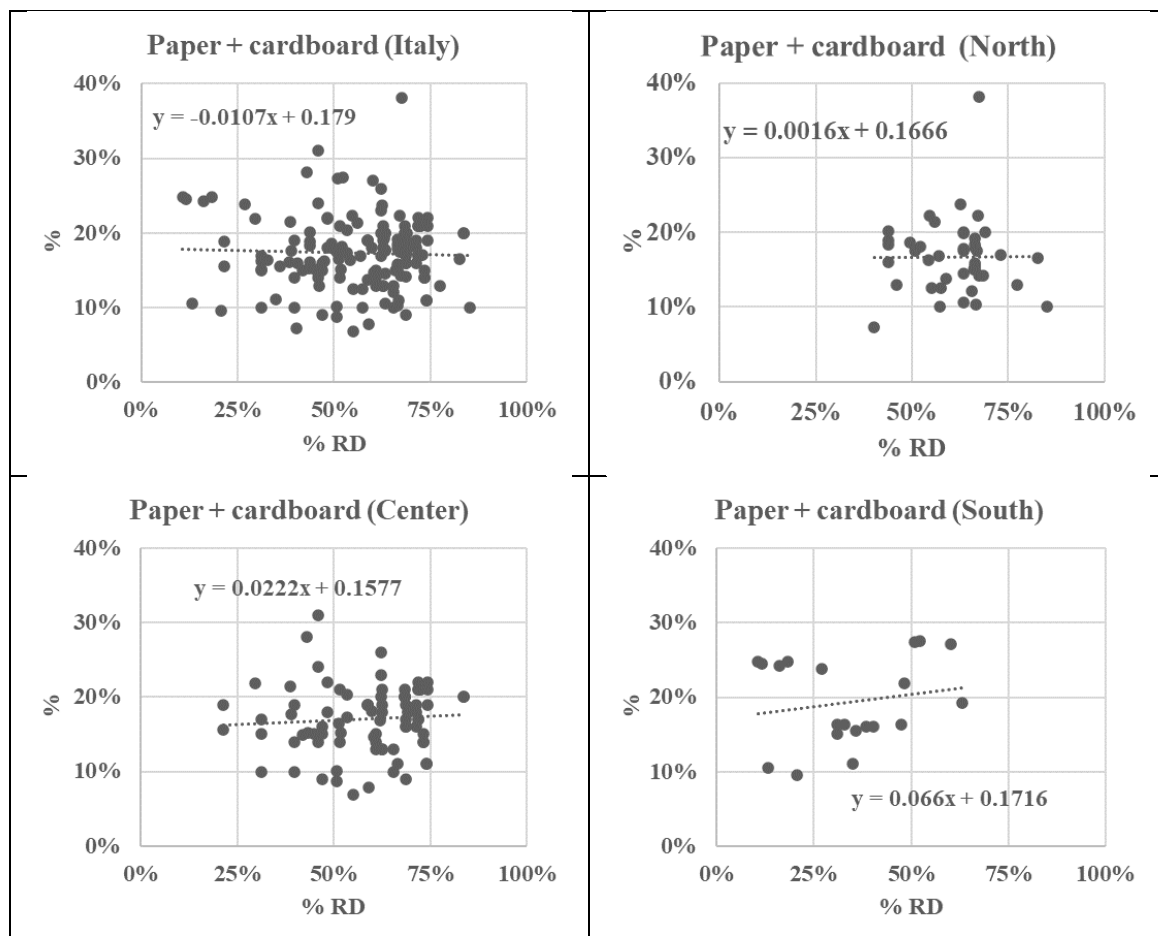 Paper + cardboard (Italy)
40%
30%
20%
10%
0%
%
y = -0.0107x + 0.179
0% 25% 50% 75% 100%
% RD
Paper + cardboard (North)
40%
30%
20%
10%
0%
%
y = 0.0016x + 0.1666
0% 25% 50% 75% 100%
% RD
Paper + cardboard (Center)
40%
30%
20%
10%
0%
%
y = 0.0222x + 0.1577
0% 25% 50% 75% 100%
% RD
Paper + cardboard (South)
40%
30%
20%
10%
0%
%
y = 0.066x + 0.1716
0% 25% 50% 75% 100%
% RD